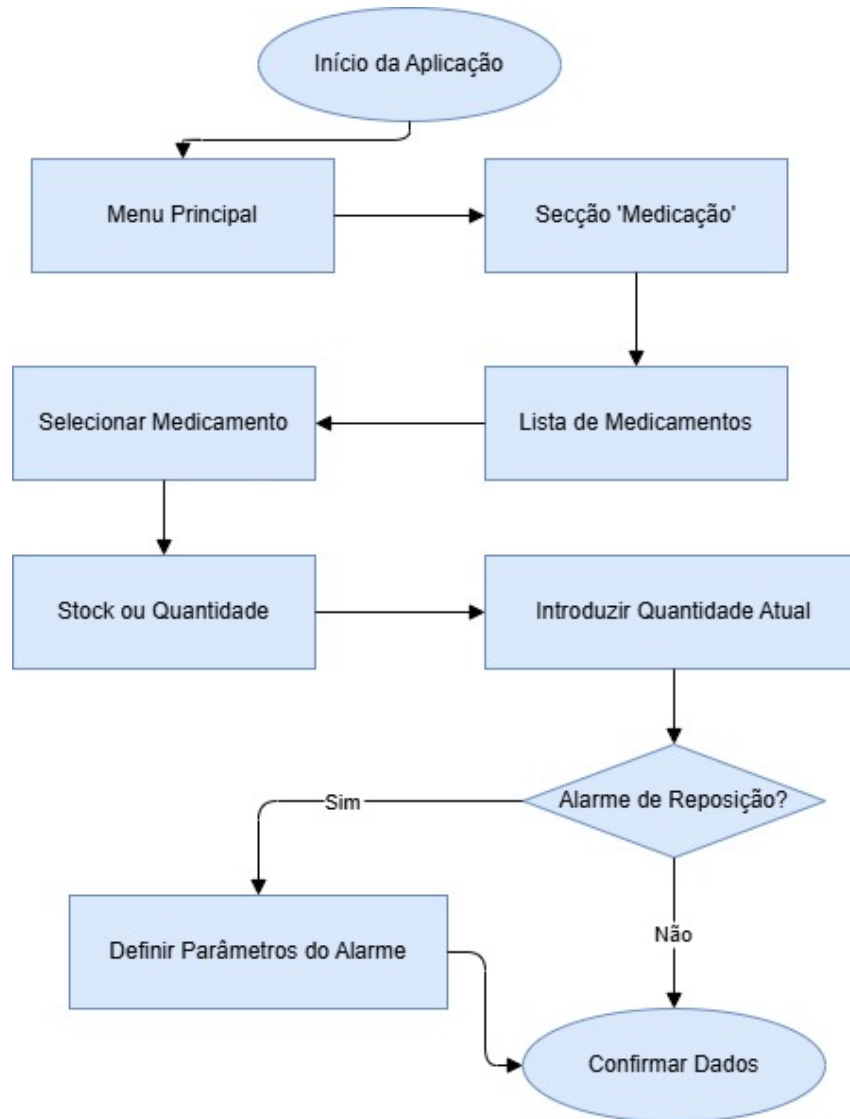 Início da Aplicação
Menu Principal
Secção 'Medicação'
Selecionar Medicamento
Lista de Medicamentos
Stock ou Quantidade
Introduzir Quantidade Atual
Alarme de Reposição?
Sim
Definir Parâmetros do Alarme
Não
Confirmar Dados